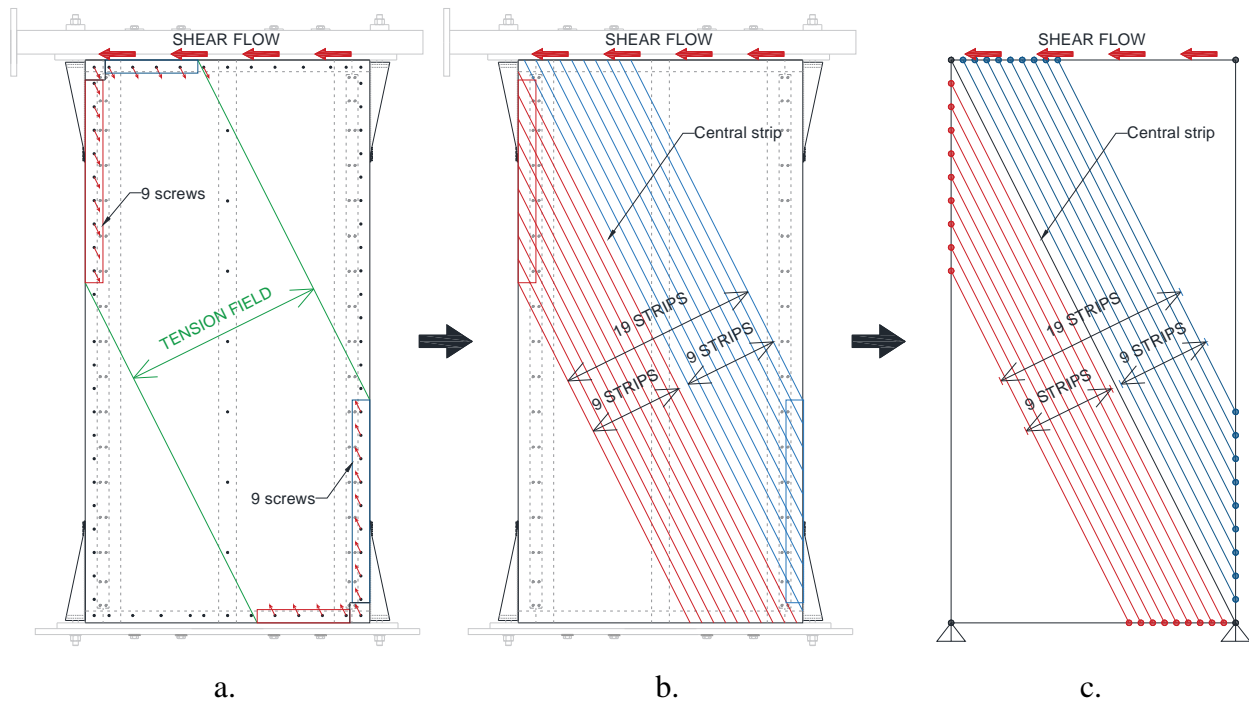 SHEAR FLOW
9 screws
TENSION FIELD
9 screws
a.
SHEAR FLOW
Central strip
19 STRIPS
9 STRIPS
9 STRIPS
b.
SHEAR FLOW
Central strip
19 STRIPS
9 STRIPS
9 STRIPS
c.